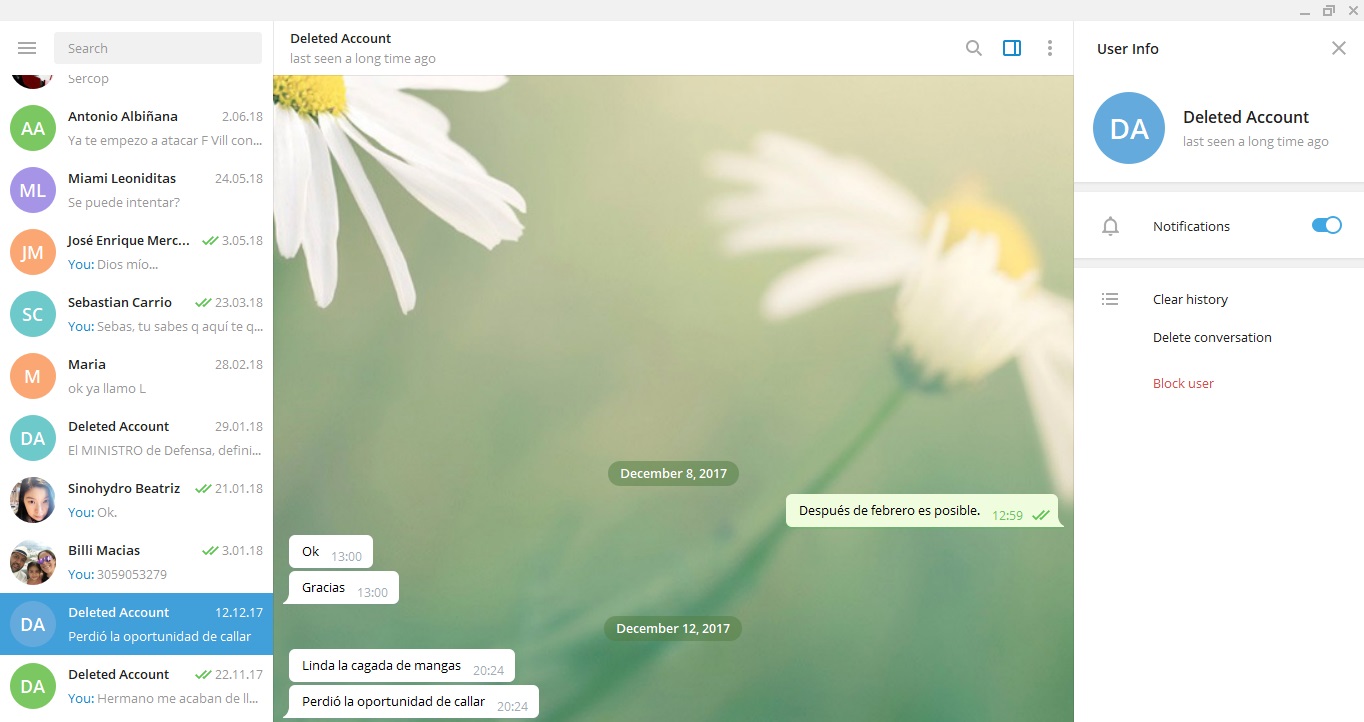 Search
Deleted Account
last seen a long time ago
User Info
Sercop
Antonio Albiñana 2.06.18
Ya te empezo a atacar F Vill con...
Miami Leoniditas 24.05.18
Se puede intentar?
José Enrique Merc... 3.05.18
You: Dios mío...
Sebastian Carrio 23.03.18
You: Sebas, tu sabes q aquí te q...
Maria 28.02.18
ok ya llamo L
Deleted Account 29.01.18
El MINISTRO de Defensa, defini...
Sinohydro Beatriz 21.01.18
You: Ok.
Billi Macias 3.01.18
You: 3059053279
Deleted Account 12.12.17
Perdió la oportunidad de callar
Deleted Account 22.11.17
You: Hermano me acaban de ll...
AA
ML
JM
SC
M
DA
DA
DA
December 8, 2017
Después de febrero es posible. 12:59
Ok 13:00
Gracias 13:00
December 12, 2017
Linda la cagada de mangas 20:24
Perdió la oportunidad de callar 20:24
DA
Deleted Account
last seen a long time ago
Notifications
Clear history
Delete conversation
Block user